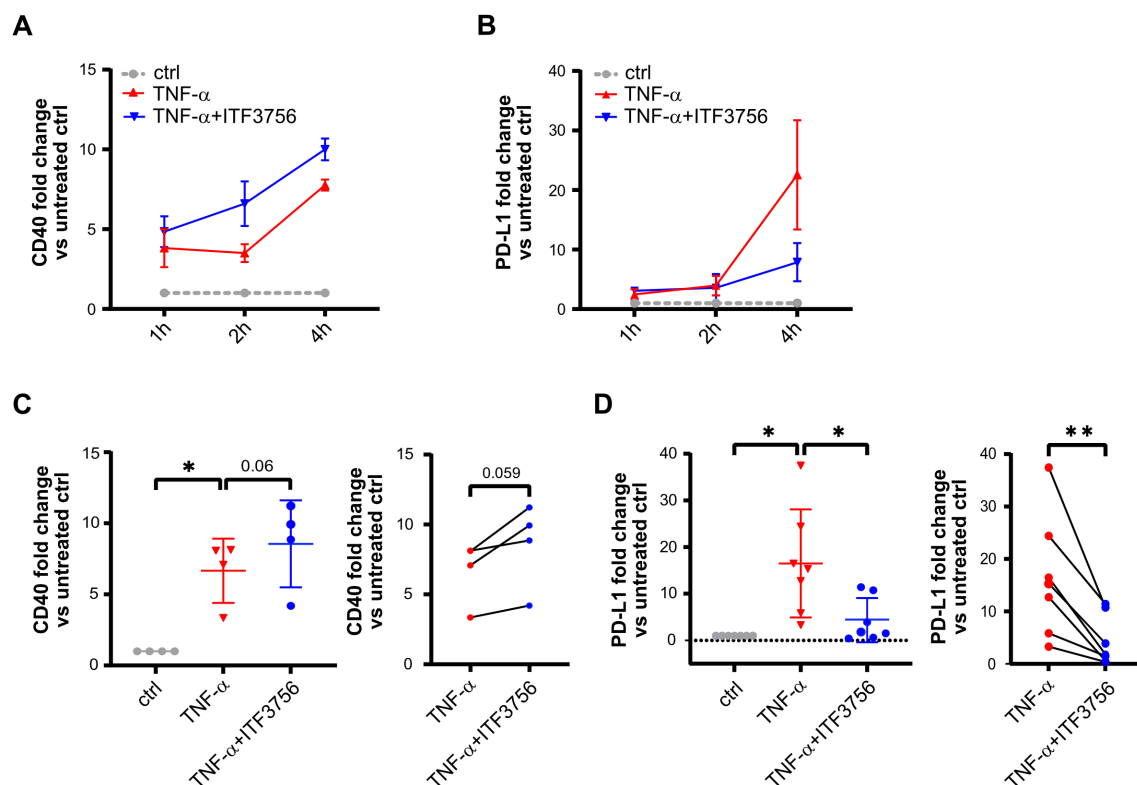 A
CD40 fold change
vs untreated ctrl
15
10
5
0
ctrl
TNF-α
TNF-α+ITF3756
1h
2h
4h
B
PD-L1 fold change
vs untreated ctrl
40
30
20
10
0
ctrl
TNF-α
TNF-α+ITF3756
1h
2h
4h
C
CD40 fold change
vs untreated ctrl
15
10
5
0
*
0.06
ctrl
TNF-α
TNF-α+ITF3756
CD40 fold change
vs untreated ctrl
15
10
5
0
0.059
TNF-α
TNF-α+ITF3756
D
PD-L1 fold change
vs untreated ctrl
40
30
20
10
0
*
*
ctrl
TNF-α
TNF-α+ITF3756
PD-L1 fold change
vs untreated ctrl
40
30
20
10
0
**
TNF-α
TNF-α+ITF3756